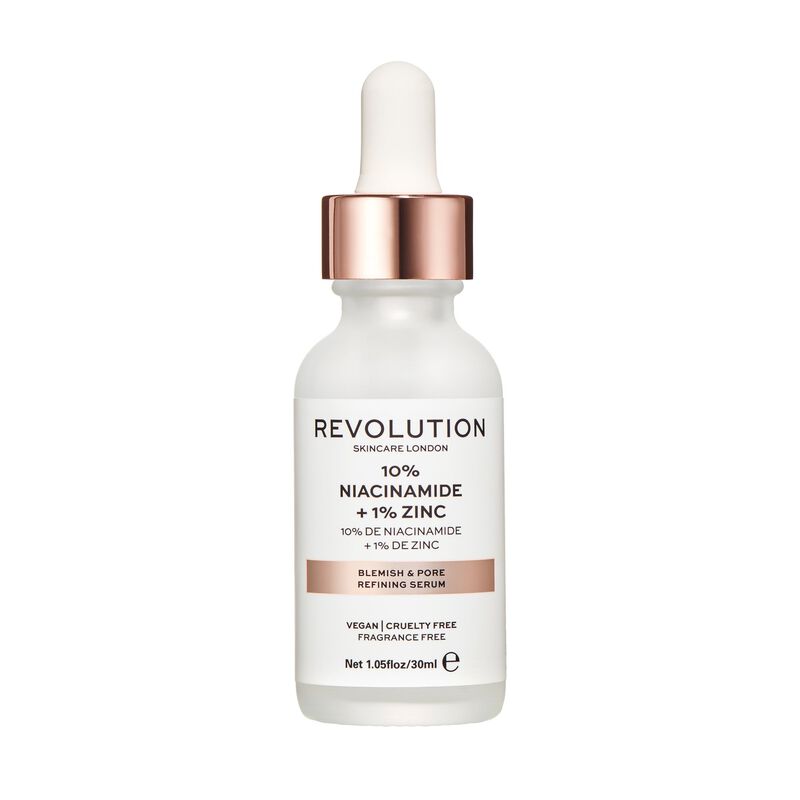 REVOLUTION
SKINCARE LONDON
10%
NIACINAMIDE
+ 1% ZINC
10% DE NIACINAMIDE
+ 1% DE ZINC
BLEMISH & PORE
REFINING SERUM
VEGAN | CRUELTY FREE
FRAGRANCE FREE
Net 1.05floz/30ml ℮